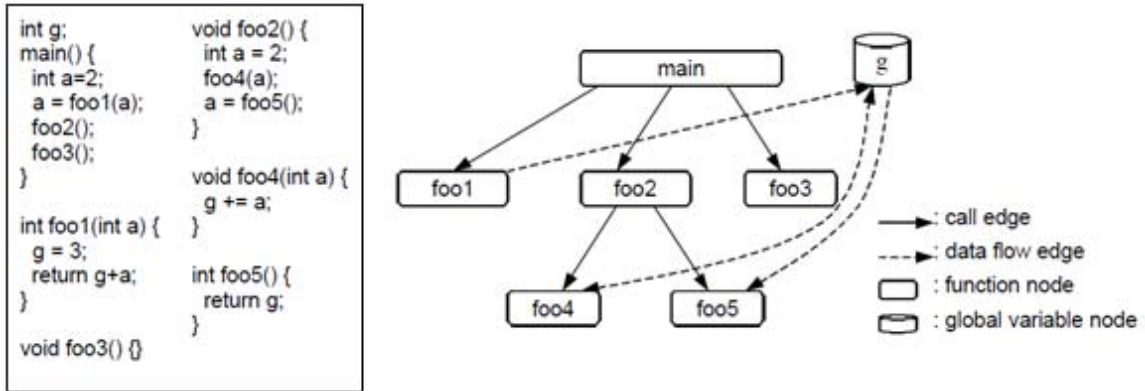 int g;
main() {
int a=2;
a = foo1(a);
foo2();
foo3();
}
int foo1(int a) {
g = 3;
return g+a;
}
void foo3() {}
void foo2() {
int a = 2;
foo4(a);
a = foo5();
}
void foo4(int a) {
g += a;
}
int foo5() {
return g;
}
main
g
foo1
foo2
foo3
foo4
foo5
: call edge
: data flow edge
: function node
: global variable node